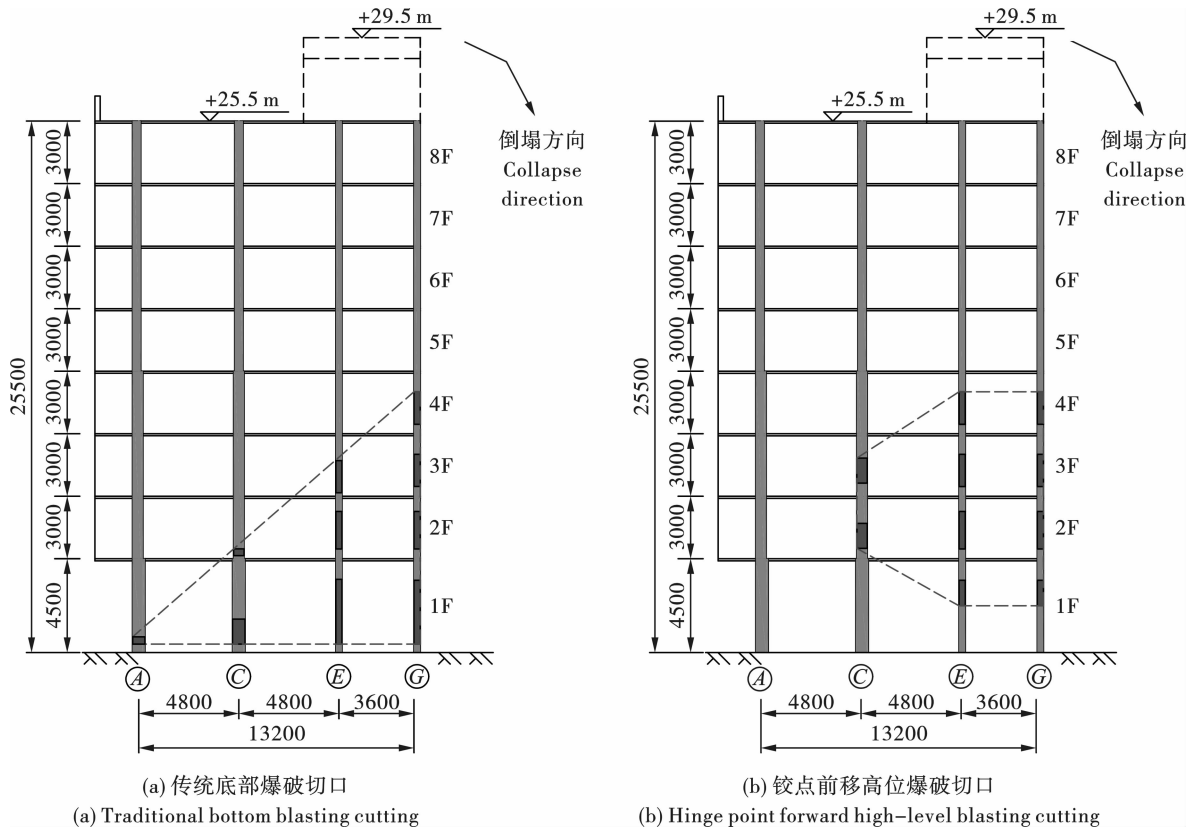 +29.5 m
+25.5 m
倒塌方向
Collapse
direction
3000
8F
3000
7F
3000
6F
3000
5F
25500
3000
4F
3000
3F
3000
2F
4500
1F
A C E G
4800 4800 3600
13200
(a) 传统底部爆破切口
(a) Traditional bottom blasting cutting
+29.5 m
+25.5 m
倒塌方向
Collapse
direction
3000
8F
3000
7F
3000
6F
3000
5F
25500
3000
4F
3000
3F
3000
2F
4500
1F
A C E G
4800 4800 3600
13200
(b) 铰点前移高位爆破切口
(b) Hinge point forward high-level blasting cutting